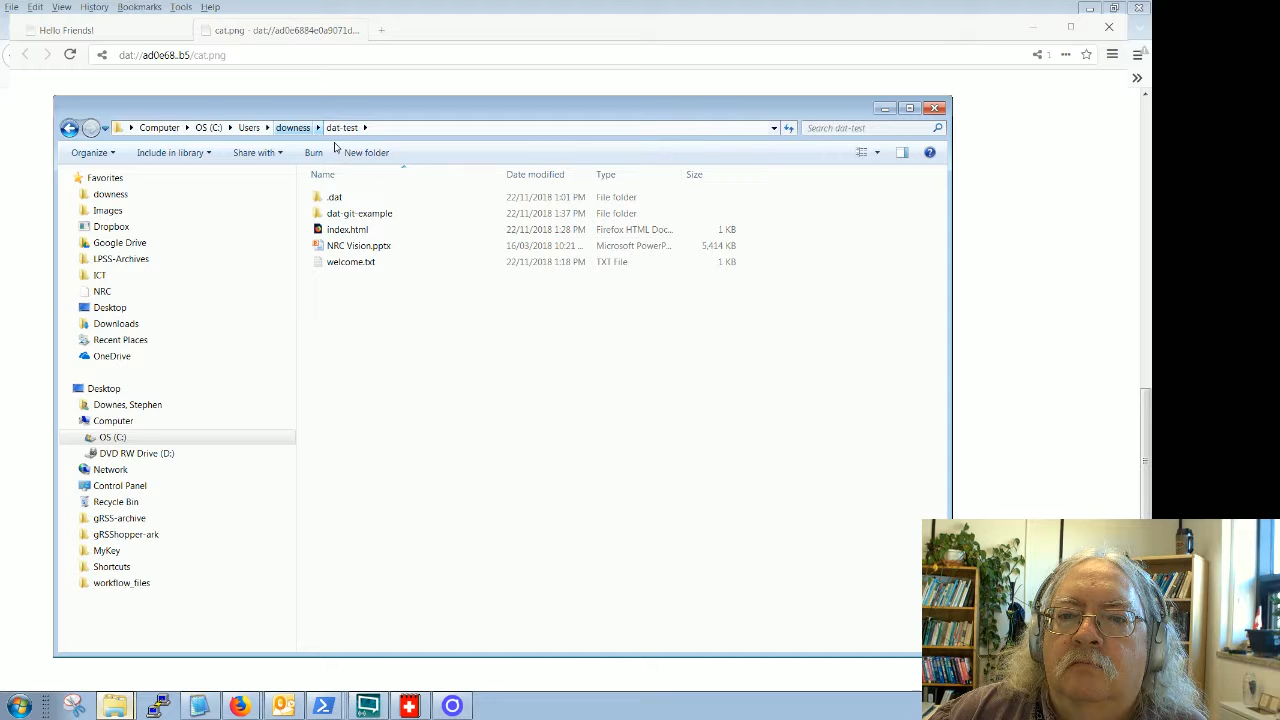 File Edit View History Bookmarks Tools Help
Hello Friends!
cat.png - dat://ad0e6884e0a9071d...
dat://ad0e68..b5/cat.png
1
Computer OS (C:) Users downess dat-test
Search dat-test
Organize Include in library Share with Burn New folder
Name Date modified Type Size
Favorites
downess
Images
Dropbox
Google Drive
LPSS-Archives
ICT
NRC
Desktop
Downloads
Recent Places
OneDrive
Desktop
Downes, Stephen
Computer
OS (C:)
DVD RW Drive (D:)
Network
Control Panel
Recycle Bin
gRSS-archive
gRSShopper-ark
MyKey
Shortcuts
workflow_files
.dat 22/11/2018 1:01 PM File folder
dat-git-example 22/11/2018 1:37 PM File folder
index.html 22/11/2018 1:28 PM Firefox HTML Doc... 1 KB
NRC Vision.pptx 16/03/2018 10:21 ... Microsoft PowerP... 5,414 KB
welcome.txt 22/11/2018 1:18 PM TXT File 1 KB